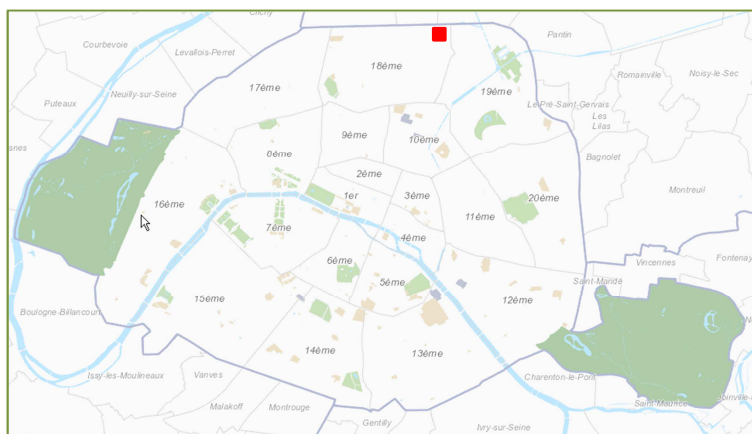 Clichy
Pantin
Courbevoie
Levallois-Perret
18ème
Romainville
Noisy-le-Sec
17ème
19ème
Neuilly-sur-Seine
Puteaux
Le Pré-Saint-Gervais
Les
Lilas
9ème
10ème
8ème
Bagnolet
2ème
Montreuil
16ème
1er
3ème
20ème
11ème
7ème
4ème
6ème
Fontenay
Vincennes
5ème
Saint-Mandé
12ème
15ème
Boulogne-Billancourt
14ème
13ème
Issy-les-Moulineaux
Vanves
Charenton-le-Pont
Malakoff
Montrouge
Saint-Maurice
Gentilly
Ivry-sur-Seine